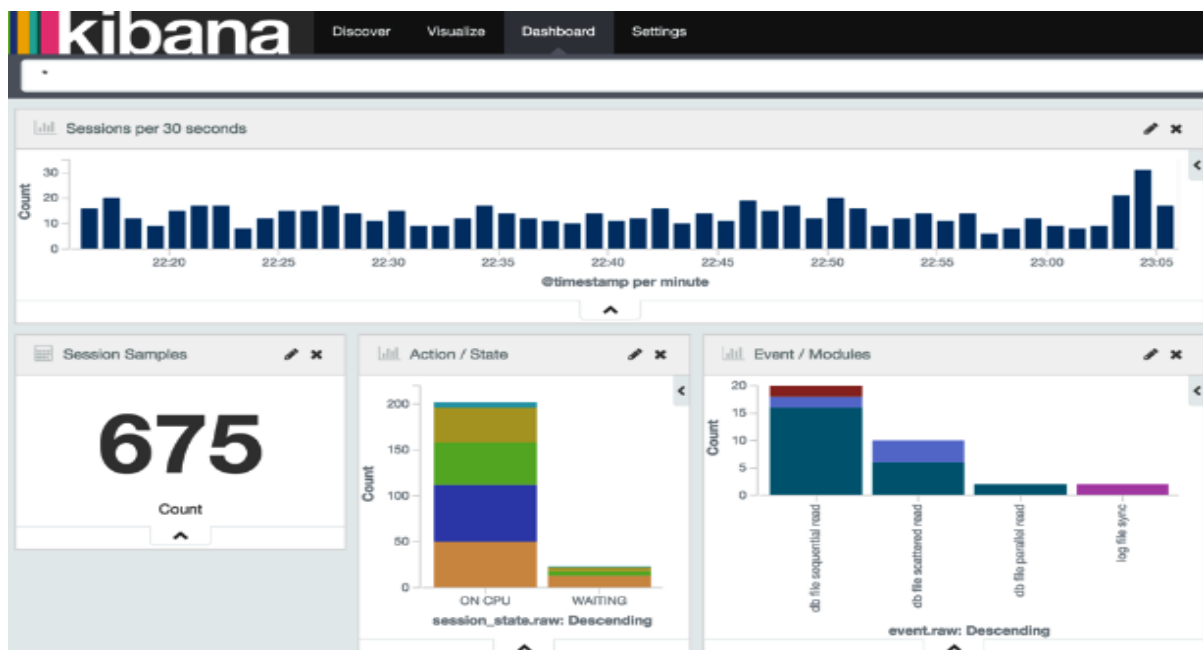 kibana Discover Visualize Dashboard Settings
*
Sessions per 30 seconds
Count
30
20
10
0
22:20 22:25 22:30 22:35 22:40 22:45 22:50 22:55 23:00 23:05
@timestamp per minute
Session Samples
675
Count
Action / State
Count
200
150
100
50
0
ON CPU WAITING
session_state.raw: Descending
Event / Modules
Count
20
15
10
5
0
db file sequential read
db file scattered read
db file parallel read
log file sync
event.raw: Descending